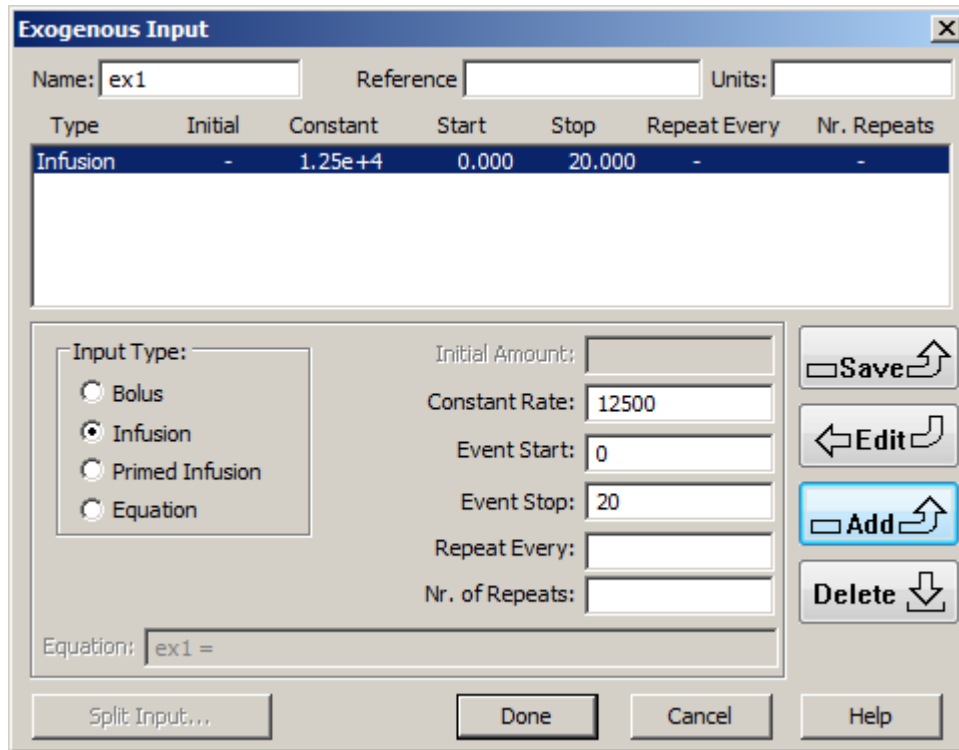 Exogenous Input
Name: ex1 Reference Units:
Type Initial Constant Start Stop Repeat Every Nr. Repeats
Infusion - 1.25e+4 0.000 20.000 - -
Input Type:
Bolus
Infusion
Primed Infusion
Equation
Initial Amount:
Constant Rate: 12500
Event Start: 0
Event Stop: 20
Repeat Every:
Nr. of Repeats:
Equation: ex1 =
Save
Edit
Add
Delete
Split Input... Done Cancel Help